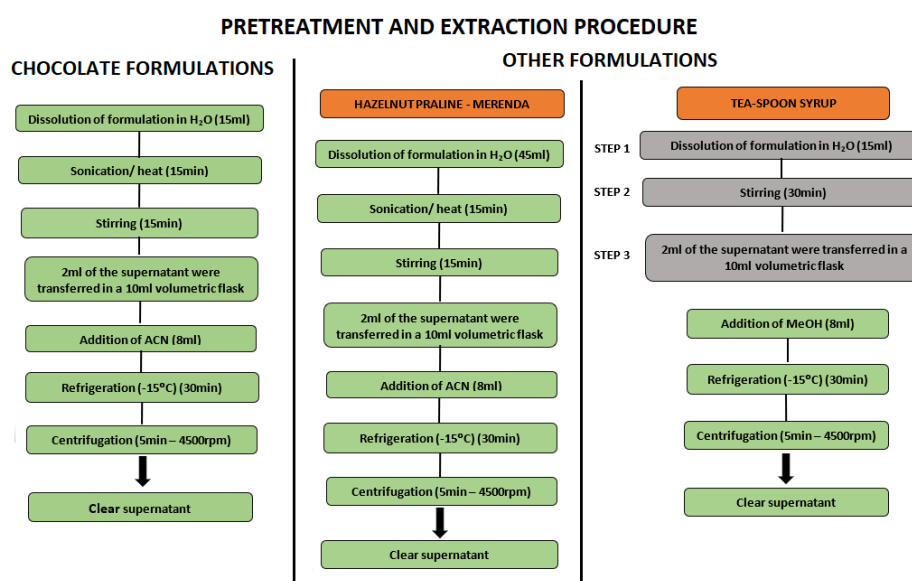 PRETREATMENT AND EXTRACTION PROCEDURE
CHOCOLATE FORMULATIONS
Dissolution of formulation in H₂O (15ml)
Sonication/ heat (15min)
Stirring (15min)
2ml of the supernatant were
transferred in a 10ml volumetric flask
Addition of ACN (8ml)
Refrigeration (-15°C) (30min)
Centrifugation (5min – 4500rpm)
Clear supernatant
OTHER FORMULATIONS
HAZELNUT PRALINE - MERENDA
Dissolution of formulation in H₂O (45ml)
Sonication/ heat (15min)
Stirring (15min)
2ml of the supernatant were
transferred in a 10ml volumetric flask
Addition of ACN (8ml)
Refrigeration (-15°C) (30min)
Centrifugation (5min – 4500rpm)
Clear supernatant
TEA-SPOON SYRUP
STEP 1 Dissolution of formulation in H₂O (15ml)
STEP 2 Stirring (30min)
STEP 3 2ml of the supernatant were transferred in a
10ml volumetric flask
Addition of MeOH (8ml)
Refrigeration (-15°C) (30min)
Centrifugation (5min – 4500rpm)
Clear supernatant